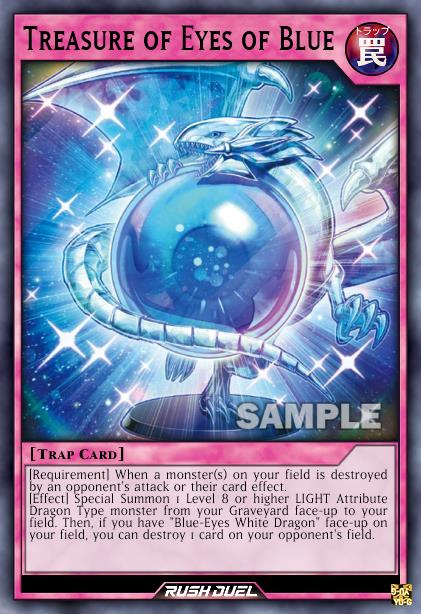 TREASURE OF EYES OF BLUE
トラップ
罠
SAMPLE
[TRAP CARD]
[Requirement] When a monster(s) on your field is destroyed
by an opponent's attack or their card effect.
[Effect] Special Summon 1 Level 8 or higher LIGHT Attribute
Dragon Type monster from your Graveyard face-up to your
field. Then, if you have "Blue-Eyes White Dragon" face-up on
your field, you can destroy 1 card on your opponent's field.
RUSH DUEL